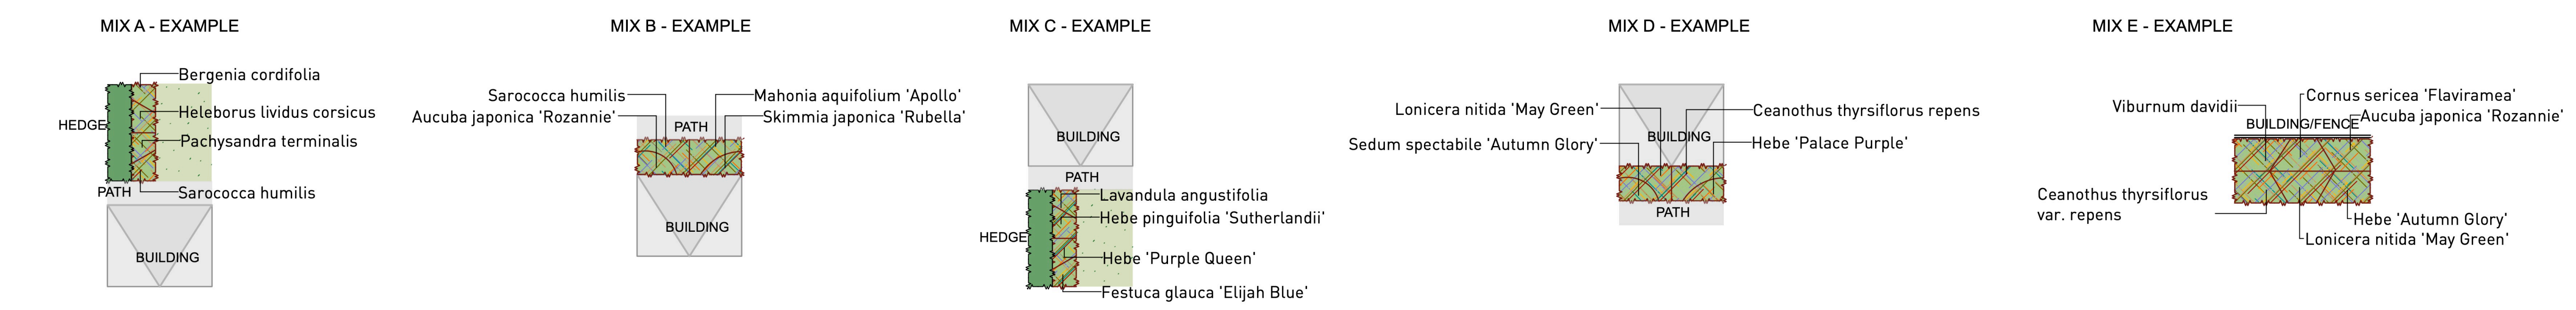 MIX A - EXAMPLE
Bergenia cordifolia
Heleborus lividus corsicus
HEDGE
Pachysandra terminalis
PATH
Sarococca humilis
BUILDING
MIX B - EXAMPLE
Sarococca humilis
Mahonia aquifolium 'Apollo'
Aucuba japonica 'Rozannie'
Skimmia japonica 'Rubella'
PATH
BUILDING
MIX C - EXAMPLE
BUILDING
PATH
Lavandula angustifolia
Hebe pinguifolia 'Sutherlandii'
HEDGE
Hebe 'Purple Queen'
Festuca glauca 'Elijah Blue'
MIX D - EXAMPLE
Lonicera nitida 'May Green'
Ceanothus thyrsiflorus repens
BUILDING
Sedum spectabile 'Autumn Glory'
Hebe 'Palace Purple'
PATH
MIX E - EXAMPLE
Cornus sericea 'Flaviramea'
Viburnum davidii
Aucuba japonica 'Rozannie'
BUILDING/FENCE
Ceanothus thyrsiflorus
var. repens
Hebe 'Autumn Glory'
Lonicera nitida 'May Green'